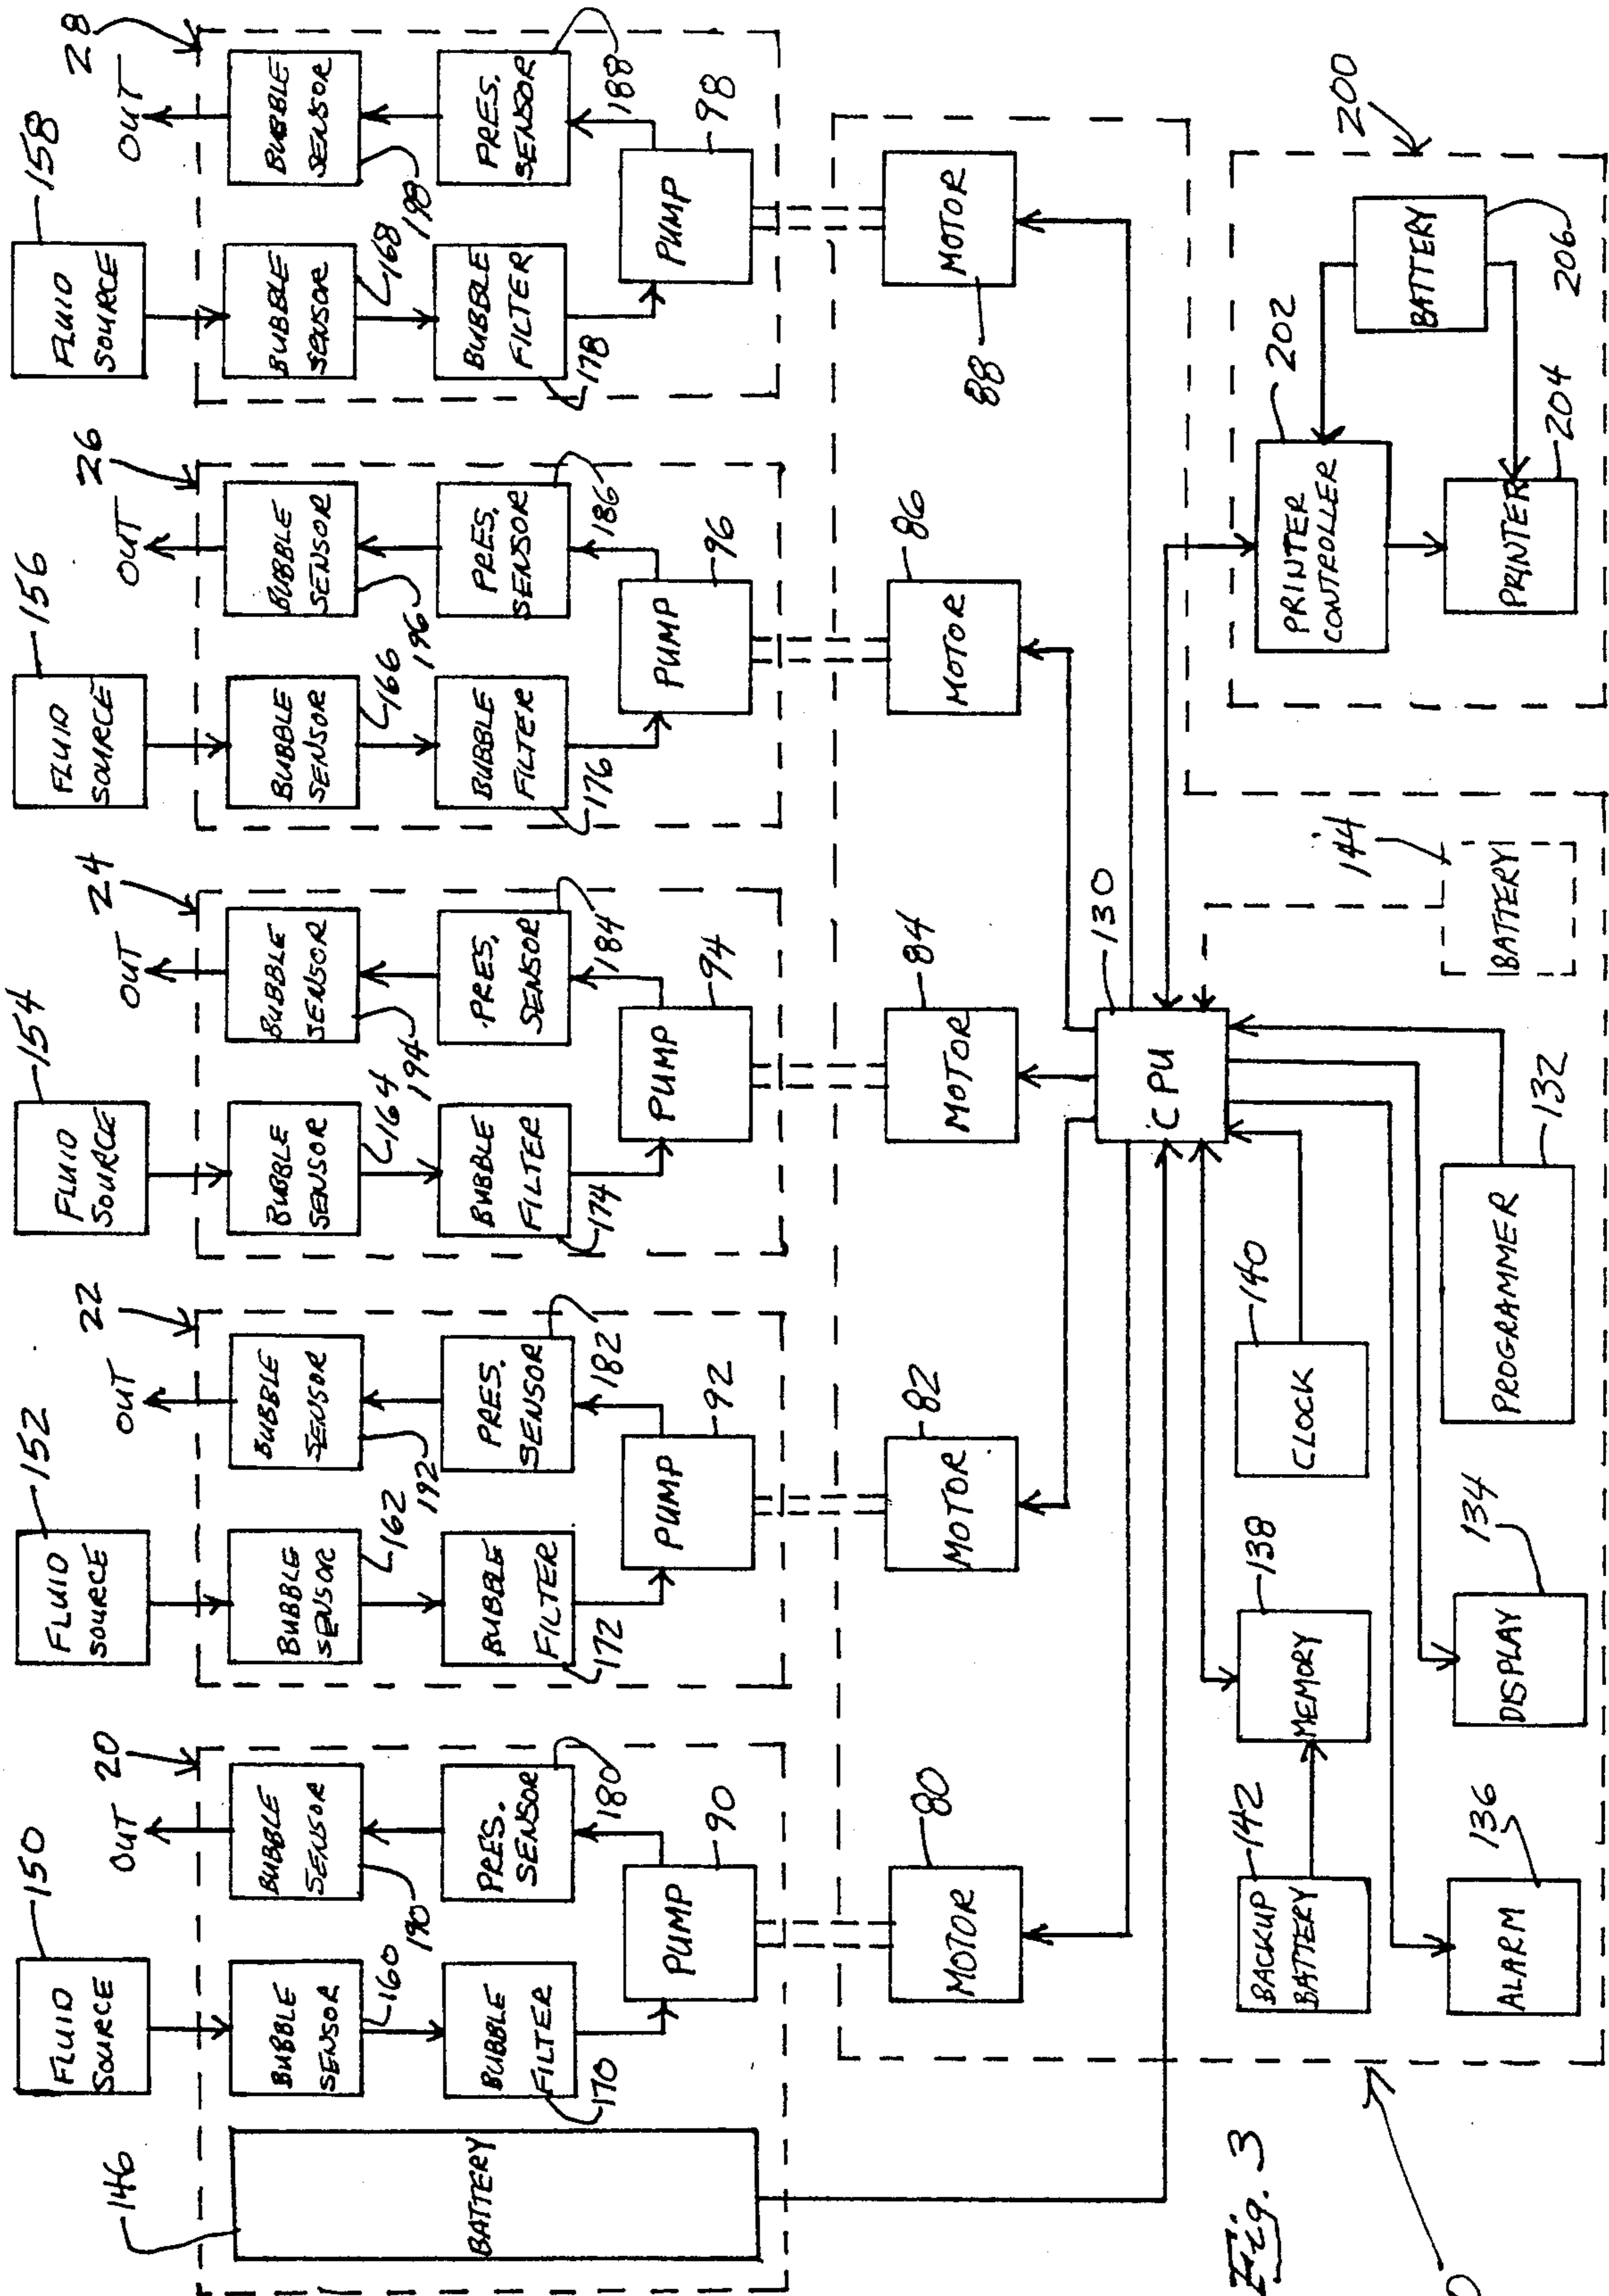 150
152
154
156
158
FLUID
SOURCE
OUT
20
FLUID
SOURCE
OUT
22
FLUID
SOURCE
OUT
24
FLUID
SOURCE
OUT
26
FLUID
SOURCE
OUT
28
146
BATTERY
BUBBLE
SENSOR
160
BUBBLE
SENSOR
190
BUBBLE
FILTER
170
PRES.
SENSOR
180
PUMP
90
BUBBLE
SENSOR
162
BUBBLE
SENSOR
192
BUBBLE
FILTER
172
PRES.
SENSOR
182
PUMP
92
BUBBLE
SENSOR
164
BUBBLE
SENSOR
194
BUBBLE
FILTER
174
PRES.
SENSOR
184
PUMP
94
BUBBLE
SENSOR
166
BUBBLE
SENSOR
196
BUBBLE
FILTER
176
PRES.
SENSOR
186
PUMP
96
BUBBLE
SENSOR
168
BUBBLE
SENSOR
198
BUBBLE
FILTER
178
PRES.
SENSOR
188
PUMP
98
MOTOR
80
MOTOR
82
MOTOR
84
MOTOR
86
MOTOR
88
CPU
130
BACKUP
BATTERY
142
MEMORY
138
CLOCK
140
BATTERY
144
ALARM
136
DISPLAY
134
PROGRAMMER
132
PRINTER
CONTROLLER
202
PRINTER
204
BATTERY
206
200
Fig. 3